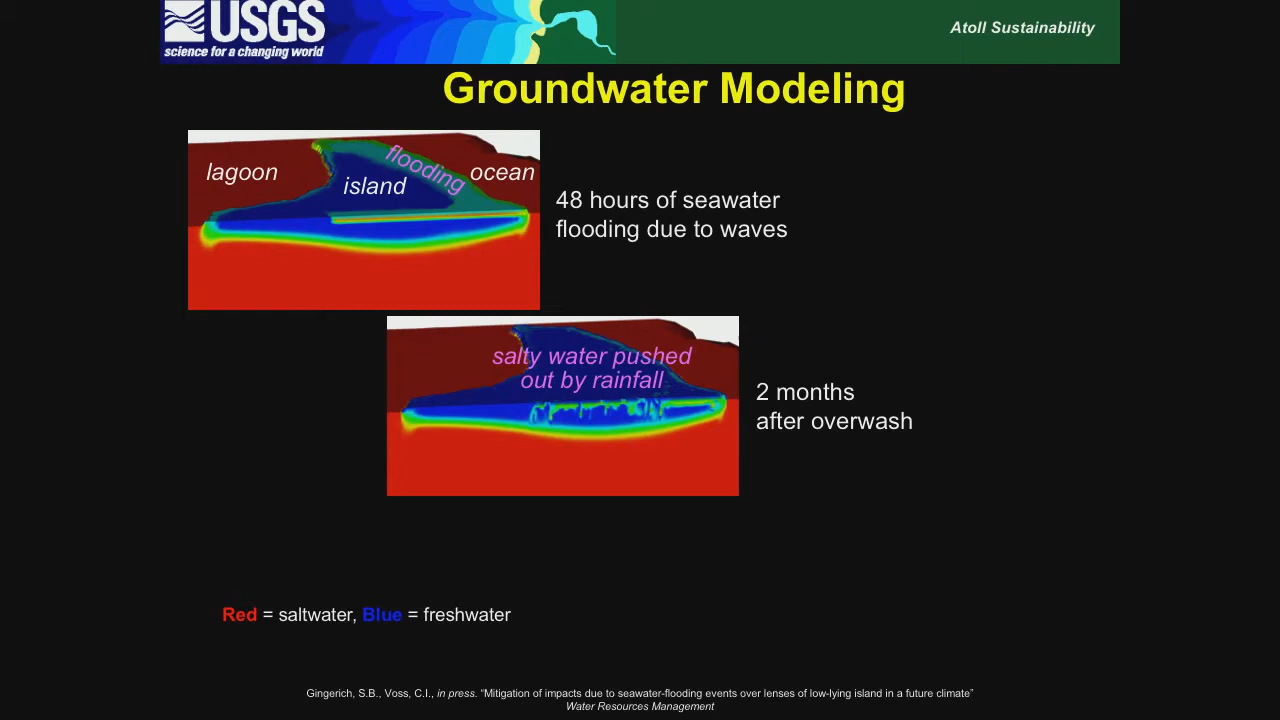 USGS
science for a changing world
Atoll Sustainability
Groundwater Modeling
lagoon
island
flooding
ocean
48 hours of seawater
flooding due to waves
salty water pushed
out by rainfall
2 months
after overwash
Red = saltwater, Blue = freshwater
Gingerich, S.B., Voss, C.I., in press. “Mitigation of impacts due to seawater-flooding events over lenses of low-lying island in a future climate”
Water Resources Management